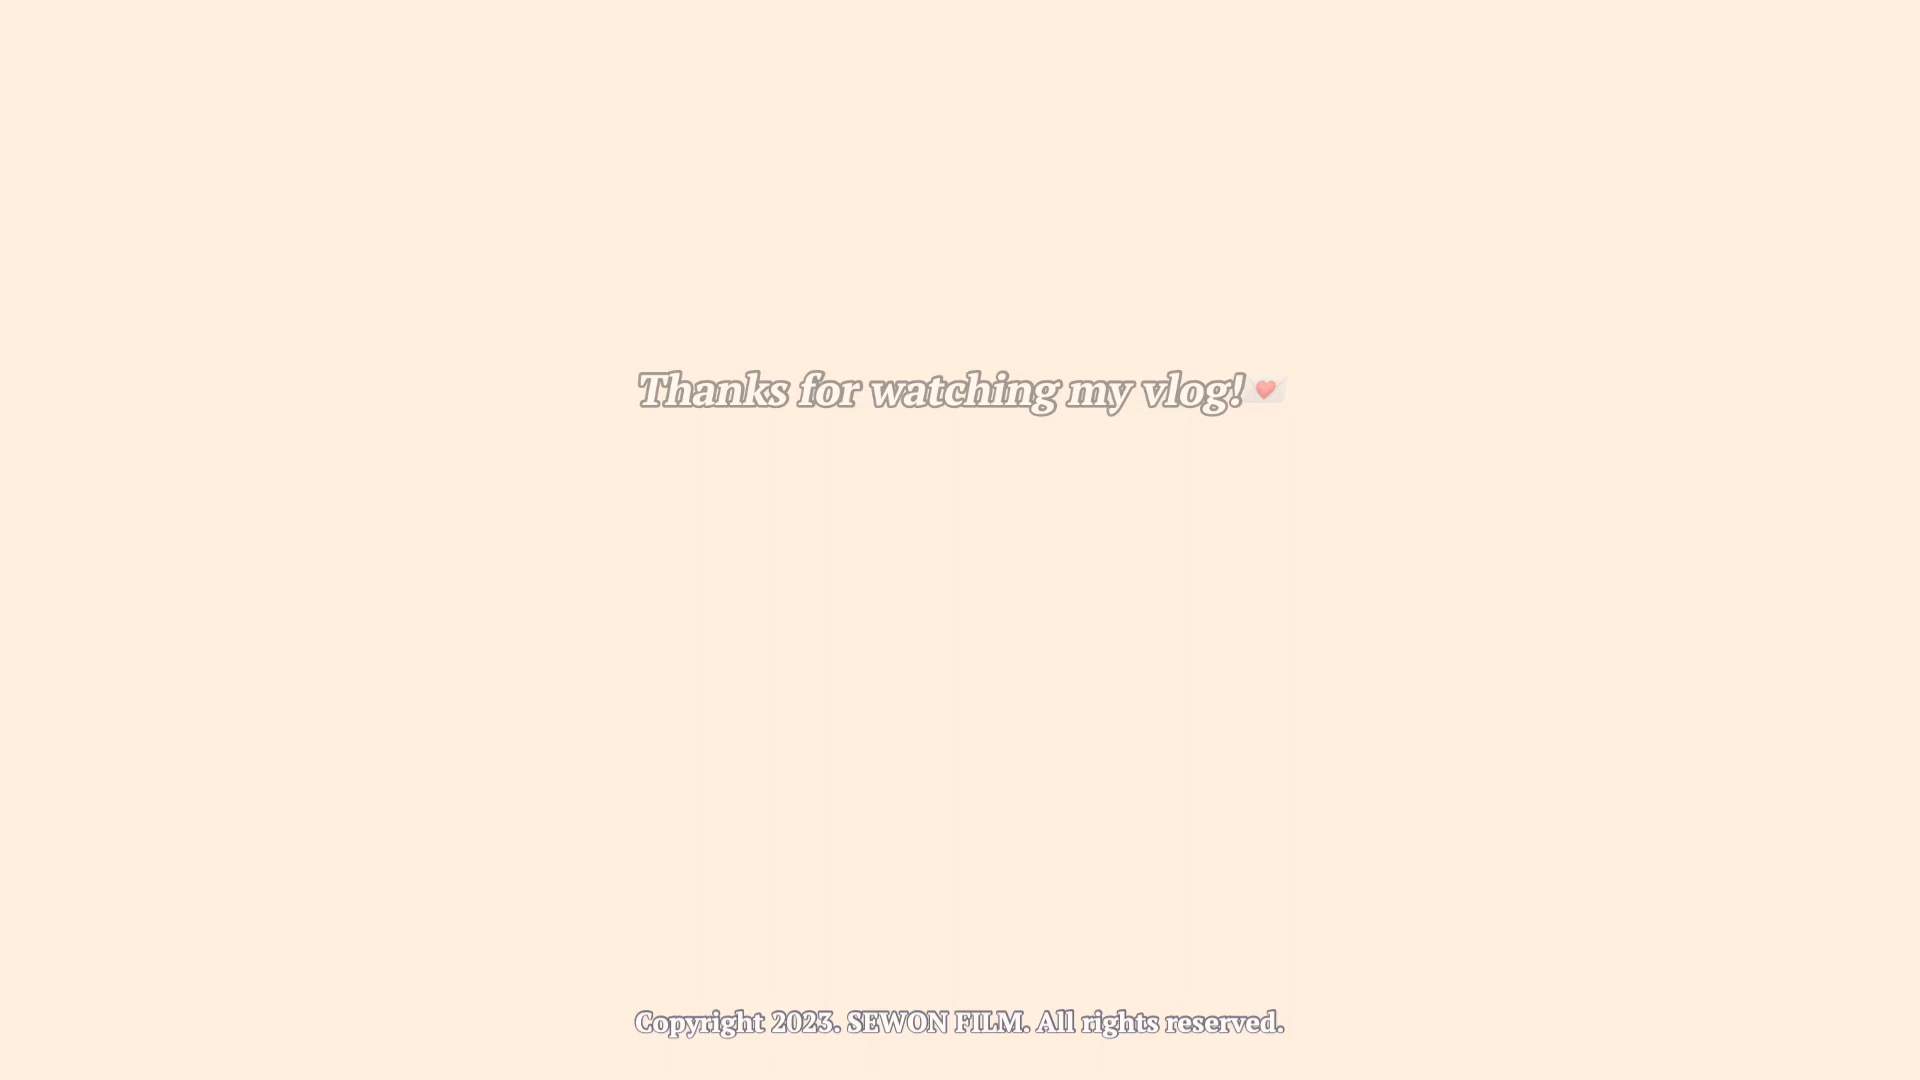 Thanks for watching my vlog!💌
Copyright 2023. SEWON FILM. All rights reserved.